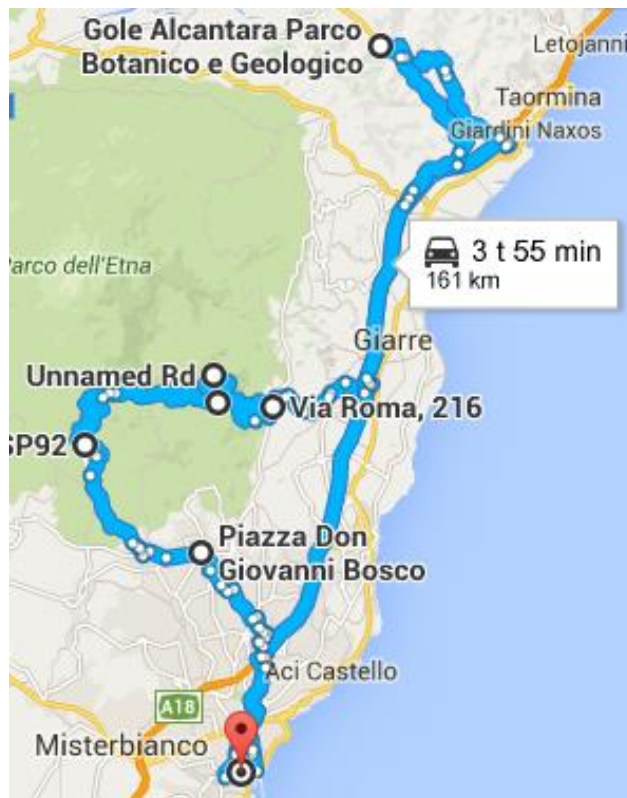 Gole Alcantara Parco
Botanico e Geologico
Letojanni
Taormina
Giardini Naxos
3 t 55 min
161 km
Parco dell'Etna
Giarre
Unnamed Rd
Via Roma, 216
SP92
Piazza Don
Giovanni Bosco
Aci Castello
A18
Misterbianco